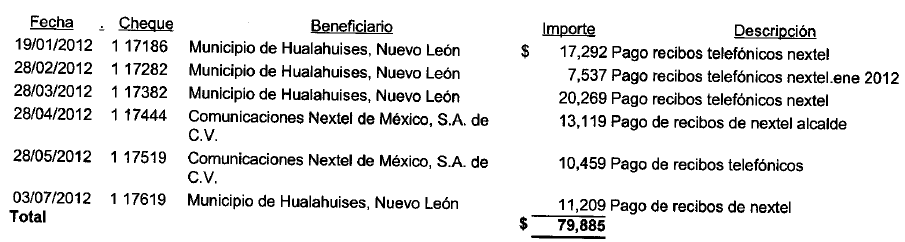 Fecha . Cheque Beneficiario Importe Descripción
19/01/2012 1 17186 Municipio de Hualahuises, Nuevo León $ 17,292 Pago recibos telefónicos nextel
28/02/2012 1 17282 Municipio de Hualahuises, Nuevo León 7,537 Pago recibos telefónicos nextel.ene 2012
28/03/2012 1 17382 Municipio de Hualahuises, Nuevo León 20,269 Pago recibos telefónicos nextel
28/04/2012 1 17444 Comunicaciones Nextel de México, S.A. de 13,119 Pago de recibos de nextel alcalde
C.V.
28/05/2012 1 17519 Comunicaciones Nextel de México, S.A. de 10,459 Pago de recibos telefónicos
C.V.
03/07/2012 1 17619 Municipio de Hualahuises, Nuevo León 11,209 Pago de recibos de nextel
Total $ 79,885